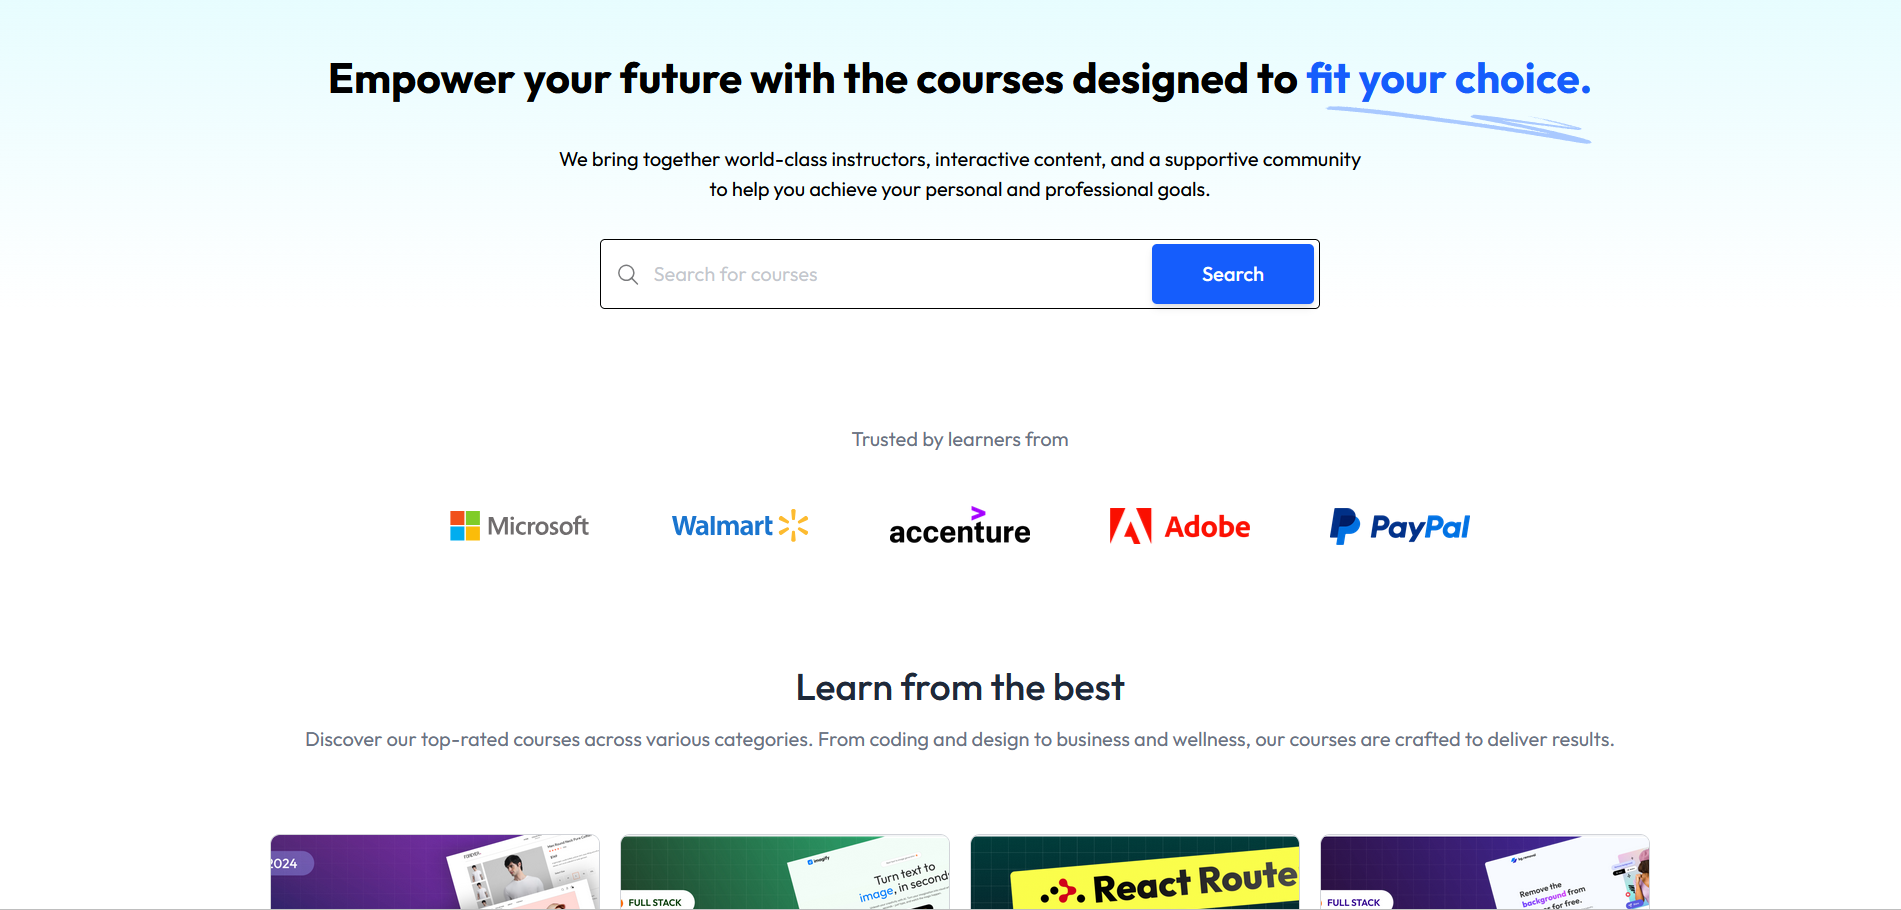 Empower your future with the courses designed to fit your choice.
We bring together world-class instructors, interactive content, and a supportive community
to help you achieve your personal and professional goals.
Search for courses
Search
Trusted by learners from
Microsoft
Walmart
accenture
Adobe
PayPal
Learn from the best
Discover our top-rated courses across various categories. From coding and design to business and wellness, our courses are crafted to deliver results.
2024
FOREVER.
FULL STACK
imagify
Turn text to
image, in seconds
React Route
FULL STACK
bg.removal
Remove the
background from
for free.